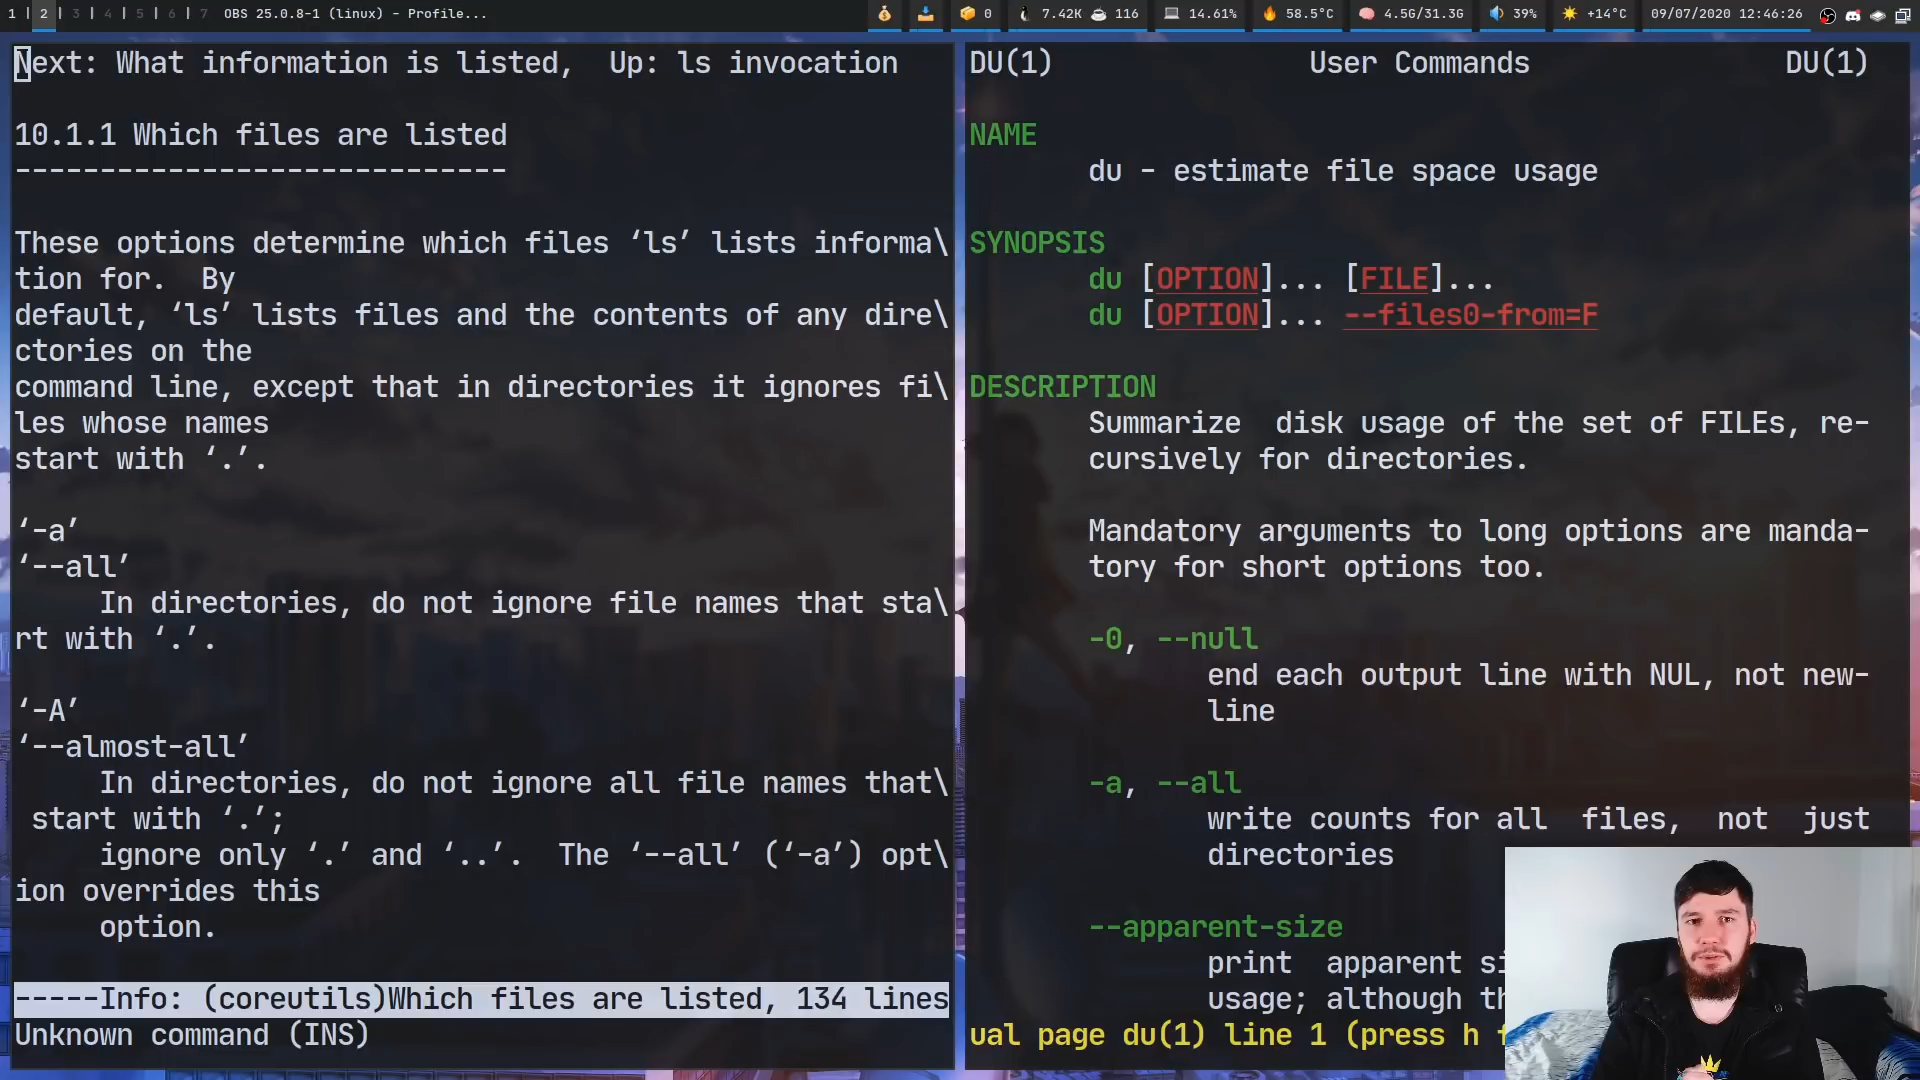 1 | 2 | 3 | 4 | 5 | 6 | 7 OBS 25.0.8-1 (linux) - Profile... 0 7.42K 116 14.61% 58.5°C 4.5G/31.3G 39% +14°C 09/07/2020 12:46:26
Next: What information is listed,  Up: ls invocation
10.1.1 Which files are listed
-----------------------------
These options determine which files ‘ls’ lists informa\
tion for.  By
default, ‘ls’ lists files and the contents of any dire\
ctories on the
command line, except that in directories it ignores fi\
les whose names
start with ‘.’.
‘-a’
‘--all’
     In directories, do not ignore file names that sta\
rt with ‘.’.
‘-A’
‘--almost-all’
     In directories, do not ignore all file names that\
 start with ‘.’;
     ignore only ‘.’ and ‘..’.  The ‘--all’ (‘-a’) opt\
ion overrides this
     option.
-----Info: (coreutils)Which files are listed, 134 lines
Unknown command (INS)
DU(1) User Commands DU(1)
NAME
du - estimate file space usage
SYNOPSIS
du [OPTION]... [FILE]...
du [OPTION]... --files0-from=F
DESCRIPTION
Summarize  disk usage of the set of FILEs, re-
cursively for directories.
Mandatory arguments to long options are manda-
tory for short options too.
-0, --null
end each output line with NUL, not new-
line
-a, --all
write counts for all  files,  not  just
directories
--apparent-size
print  apparent
usage; although
ual page du(1) line 1 (press h